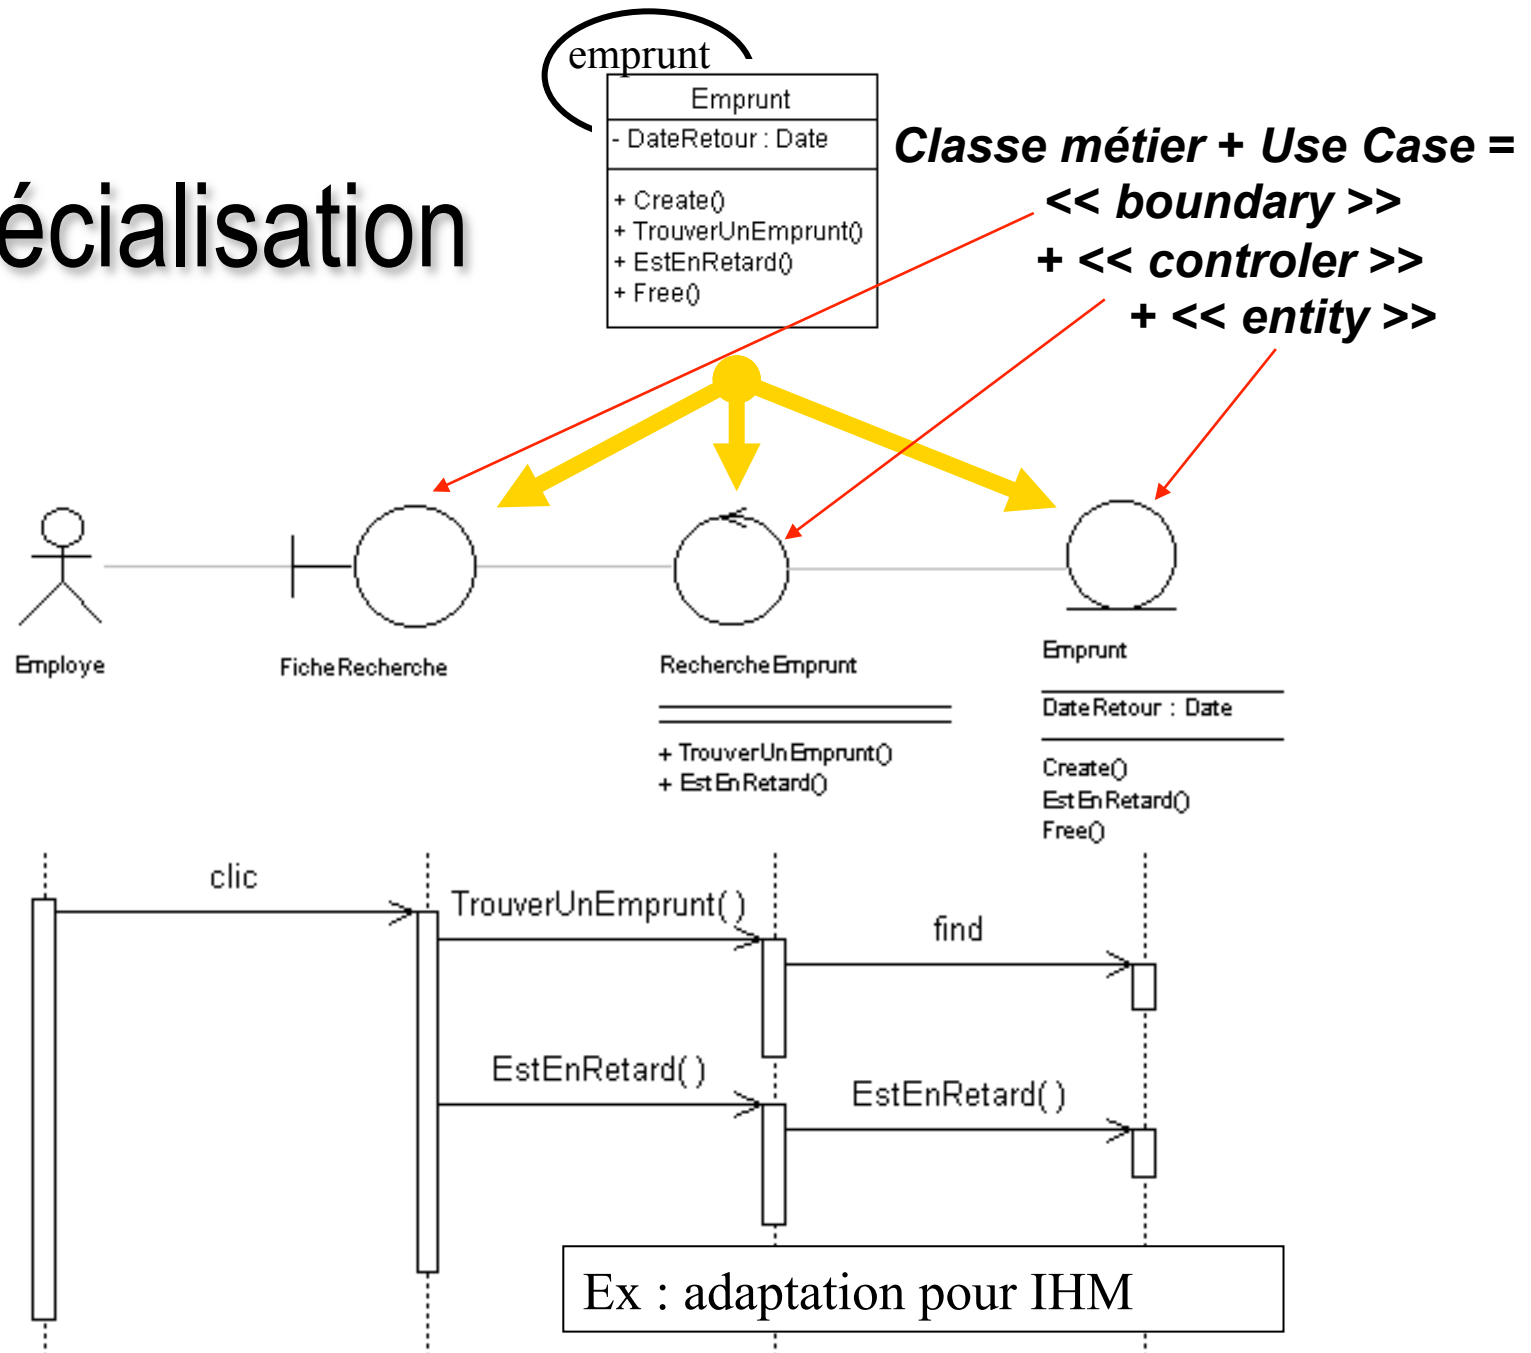 emprunt
Emprunt
- DateRetour : Date
+ Create()
+ TrouverUnEmprunt()
+ EstEnRetard()
+ Free()
Classe métier + Use Case =
<< boundary >>
+ << controler >>
+ << entity >>
écialisation
Employe
FicheRecherche
RechercheEmprunt
+ TrouverUnEmprunt()
+ EstEnRetard()
Emprunt
DateRetour : Date
Create()
EstEnRetard()
Free()
clic
TrouverUnEmprunt( )
find
EstEnRetard( )
EstEnRetard( )
Ex : adaptation pour IHM